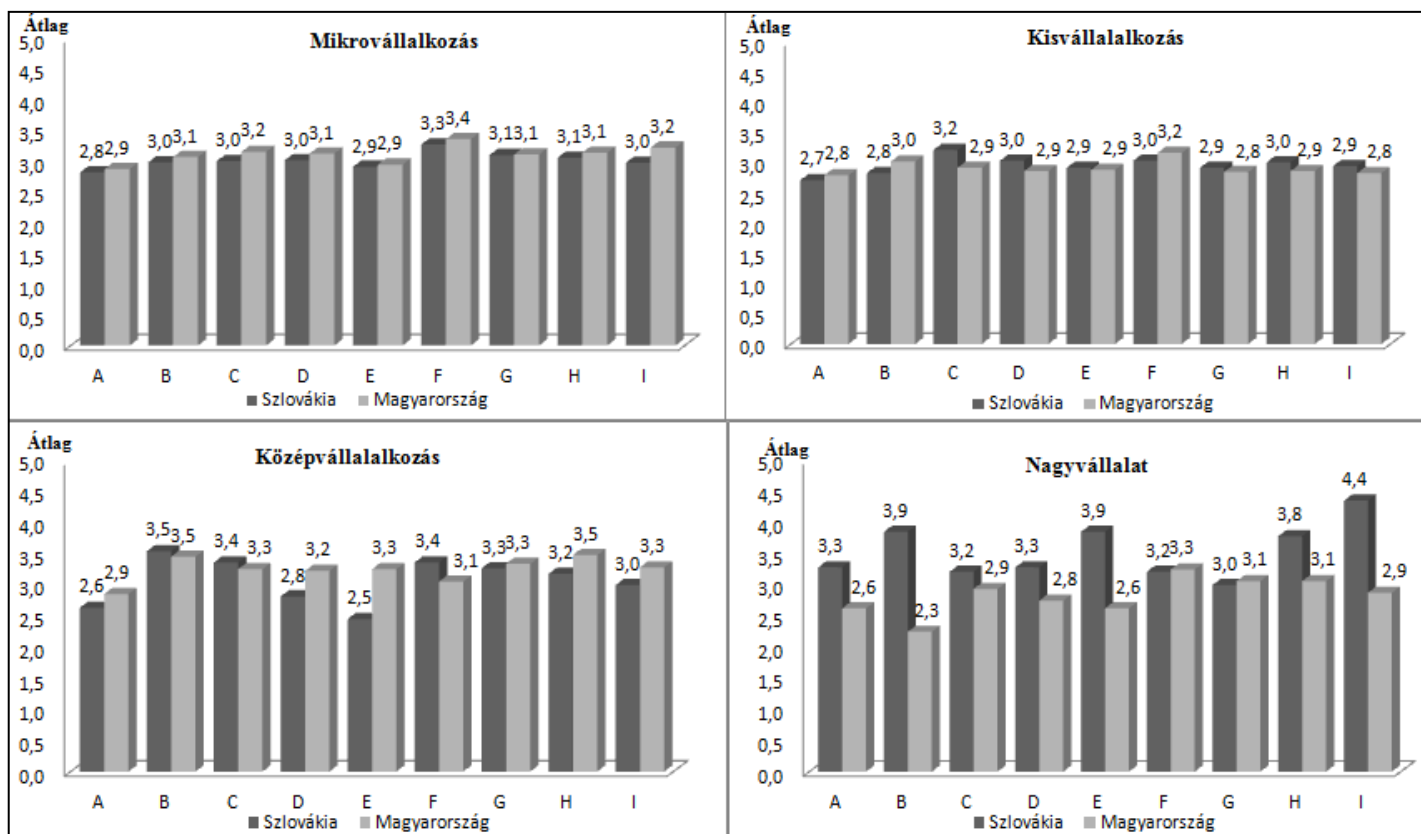 Átlag
Mikrovállalkozás
5,0
4,5
4,0
3,5
3,0
2,5
2,0
1,5
1,0
0,5
0,0
2,8 2,9 3,0 3,1 3,0 3,2 3,0 3,1 2,9 2,9 3,3 3,4 3,1 3,1 3,1 3,1 3,0 3,2
A B C D E F G H I
Szlovákia Magyarország
Kisvállalalkozás
5,0
4,5
4,0
3,5
3,0
2,5
2,0
1,5
1,0
0,5
0,0
2,7 2,8 2,8 3,0 3,2 2,9 3,0 2,9 2,9 2,9 3,0 3,2 2,9 2,8 3,0 2,9 2,9 2,8
A B C D E F G H I
Szlovákia Magyarország
Átlag
Középvállalalkozás
5,0
4,5
4,0
3,5
3,0
2,5
2,0
1,5
1,0
0,5
0,0
2,6 2,9 3,5 3,5 3,4 3,3 2,8 3,2 2,5 3,3 3,4 3,1 3,3 3,3 3,2 3,5 3,0 3,3
A B C D E F G H I
Szlovákia Magyarország
Nagyvállalat
5,0
4,5
4,0
3,5
3,0
2,5
2,0
1,5
1,0
0,5
0,0
3,3 2,6 3,9 2,3 3,2 2,9 3,3 2,8 3,9 2,6 3,2 3,3 3,0 3,1 3,8 3,1 4,4 2,9
A B C D E F G H I
Szlovákia Magyarország